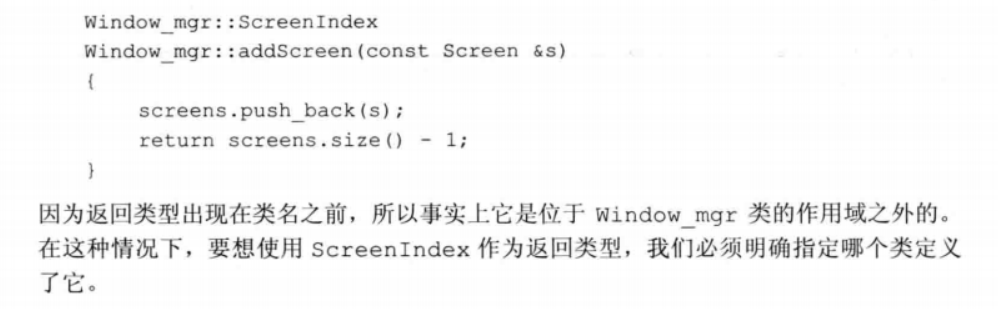 Window_mgr::ScreenIndex
Window_mgr::addScreen(const Screen &s)
{
    screens.push_back(s);
    return screens.size() - 1;
}
因为返回类型出现在类名之前，所以事实上它是位于 Window_mgr 类的作用域之外的。
在这种情况下，要想使用 ScreenIndex 作为返回类型，我们必须明确指定哪个类定义
了它。